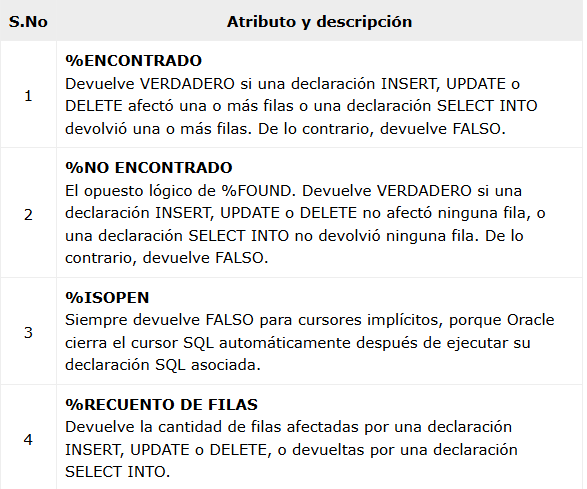 S.No Atributo y descripción
%ENCONTRADO
Devuelve VERDADERO si una declaración INSERT, UPDATE o
1 DELETE afectó una o más filas o una declaración SELECT INTO
devolvió una o más filas. De lo contrario, devuelve FALSO.
%NO ENCONTRADO
El opuesto lógico de %FOUND. Devuelve VERDADERO si una
2 declaración INSERT, UPDATE o DELETE no afectó ninguna fila, o
una declaración SELECT INTO no devolvió ninguna fila. De lo
contrario, devuelve FALSO.
%ISOPEN
3 Siempre devuelve FALSO para cursores implícitos, porque Oracle
cierra el cursor SQL automáticamente después de ejecutar su
declaración SQL asociada.
%RECUENTO DE FILAS
4 Devuelve la cantidad de filas afectadas por una declaración
INSERT, UPDATE o DELETE, o devueltas por una declaración
SELECT INTO.